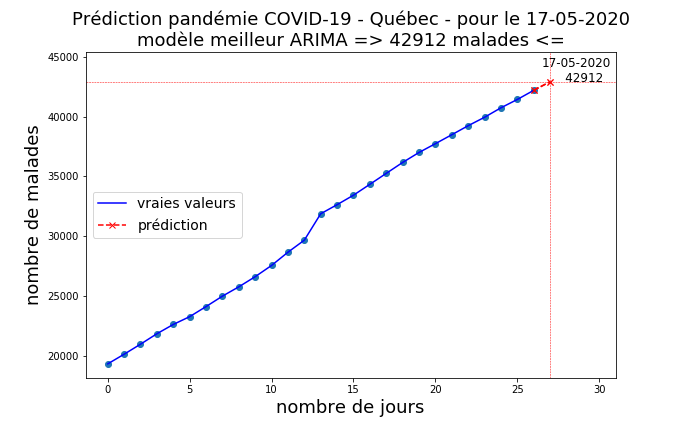 Prédiction pandémie COVID-19 - Québec - pour le 17-05-2020
modèle meilleur ARIMA => 42912 malades <=
45000
17-05-2020
42912
40000
nombre de malades
35000
vraies valeurs
prédiction
30000
25000
20000
0 5 10 15 20 25 30
nombre de jours